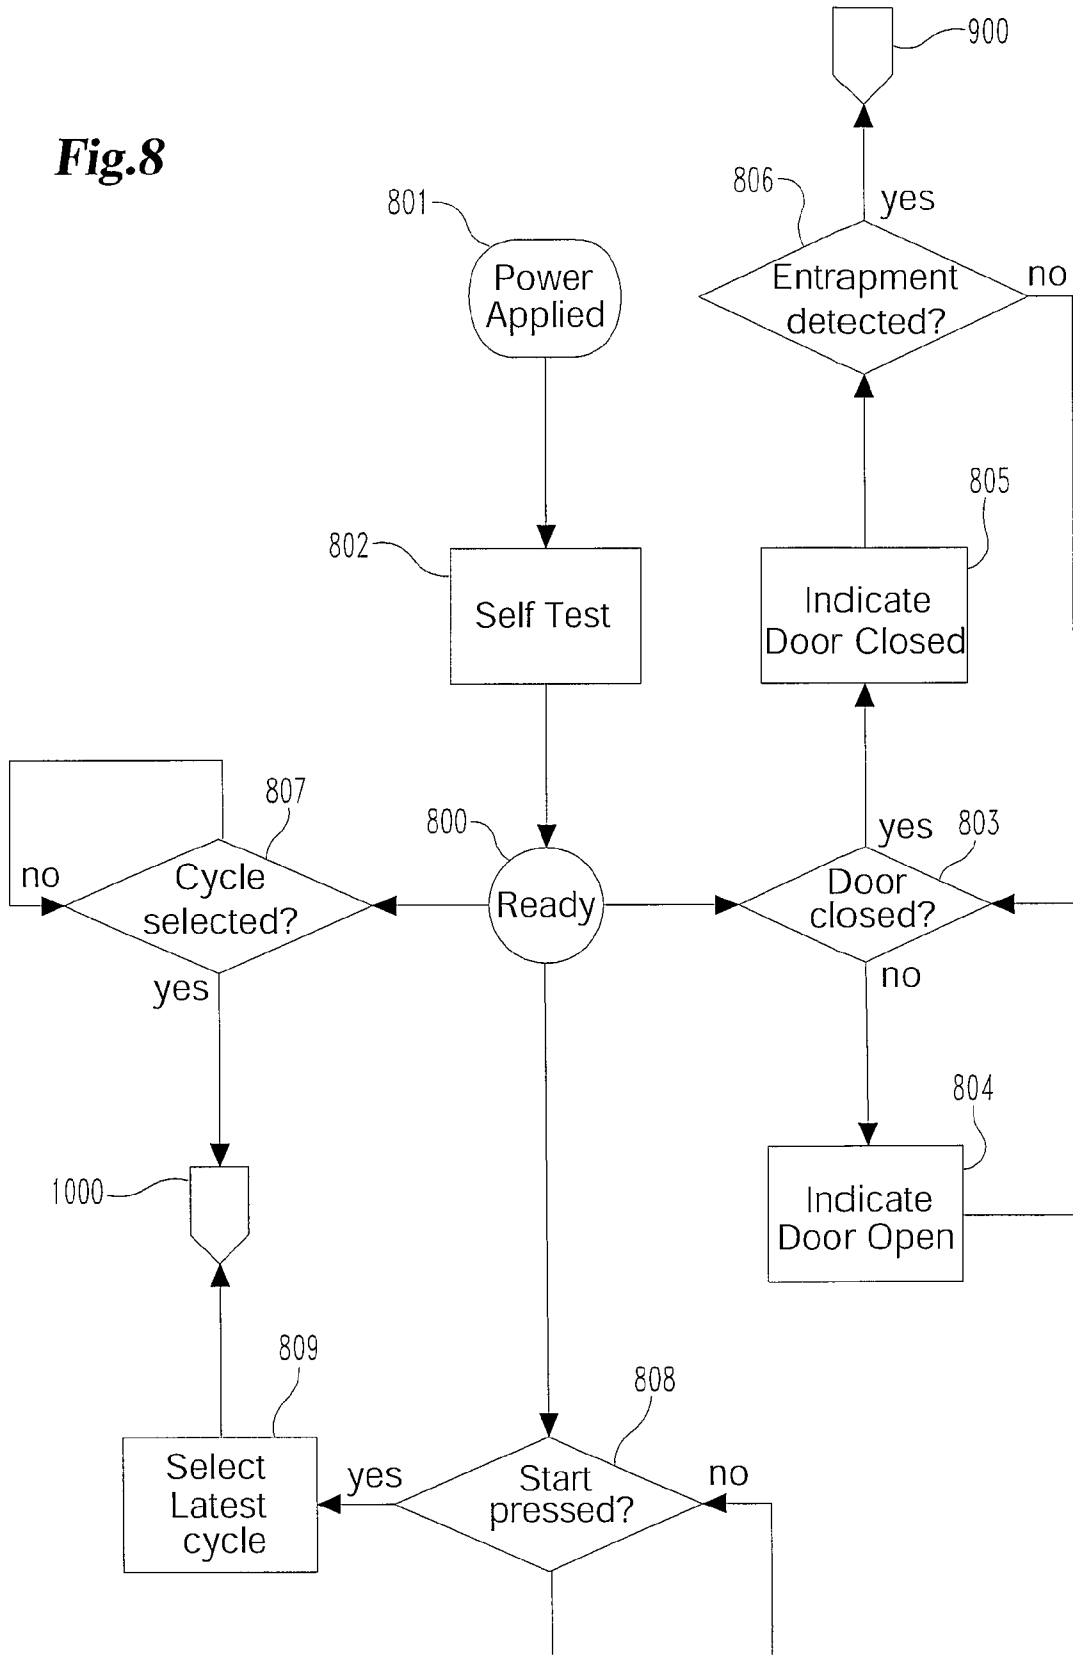 900
Fig.8
806
yes
801
Entrapment
detected?
no
Power
Applied
805
802
Indicate
Door Closed
Self Test
807
800
yes
803
no
Cycle
selected?
Ready
Door
closed?
yes
no
804
1000
Indicate
Door Open
809
808
Select
Latest
cycle
yes
Start
pressed?
no